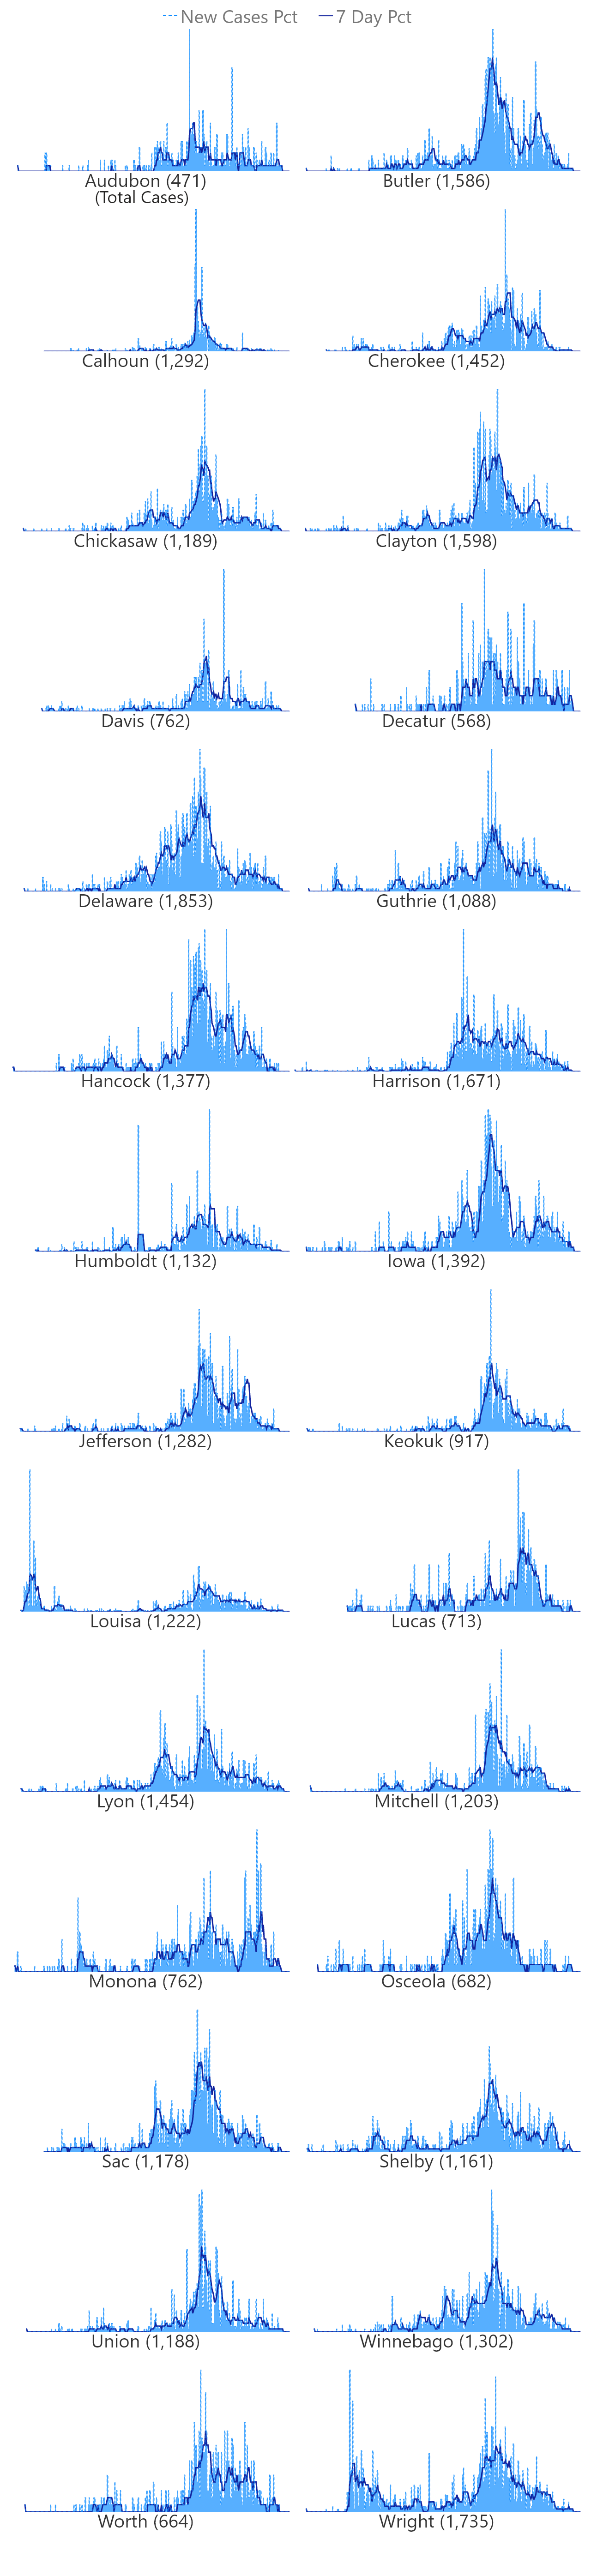 New Cases Pct 7 Day Pct
Audubon (471) Butler (1,586)
(Total Cases)
Calhoun (1,292) Cherokee (1,452)
Chickasaw (1,189) Clayton (1,598)
Davis (762) Decatur (568)
Delaware (1,853) Guthrie (1,088)
Hancock (1,377) Harrison (1,671)
Humboldt (1,132) Iowa (1,392)
Jefferson (1,282) Keokuk (917)
Louisa (1,222) Lucas (713)
Lyon (1,454) Mitchell (1,203)
Monona (762) Osceola (682)
Sac (1,178) Shelby (1,161)
Union (1,188) Winnebago (1,302)
Worth (664) Wright (1,735)